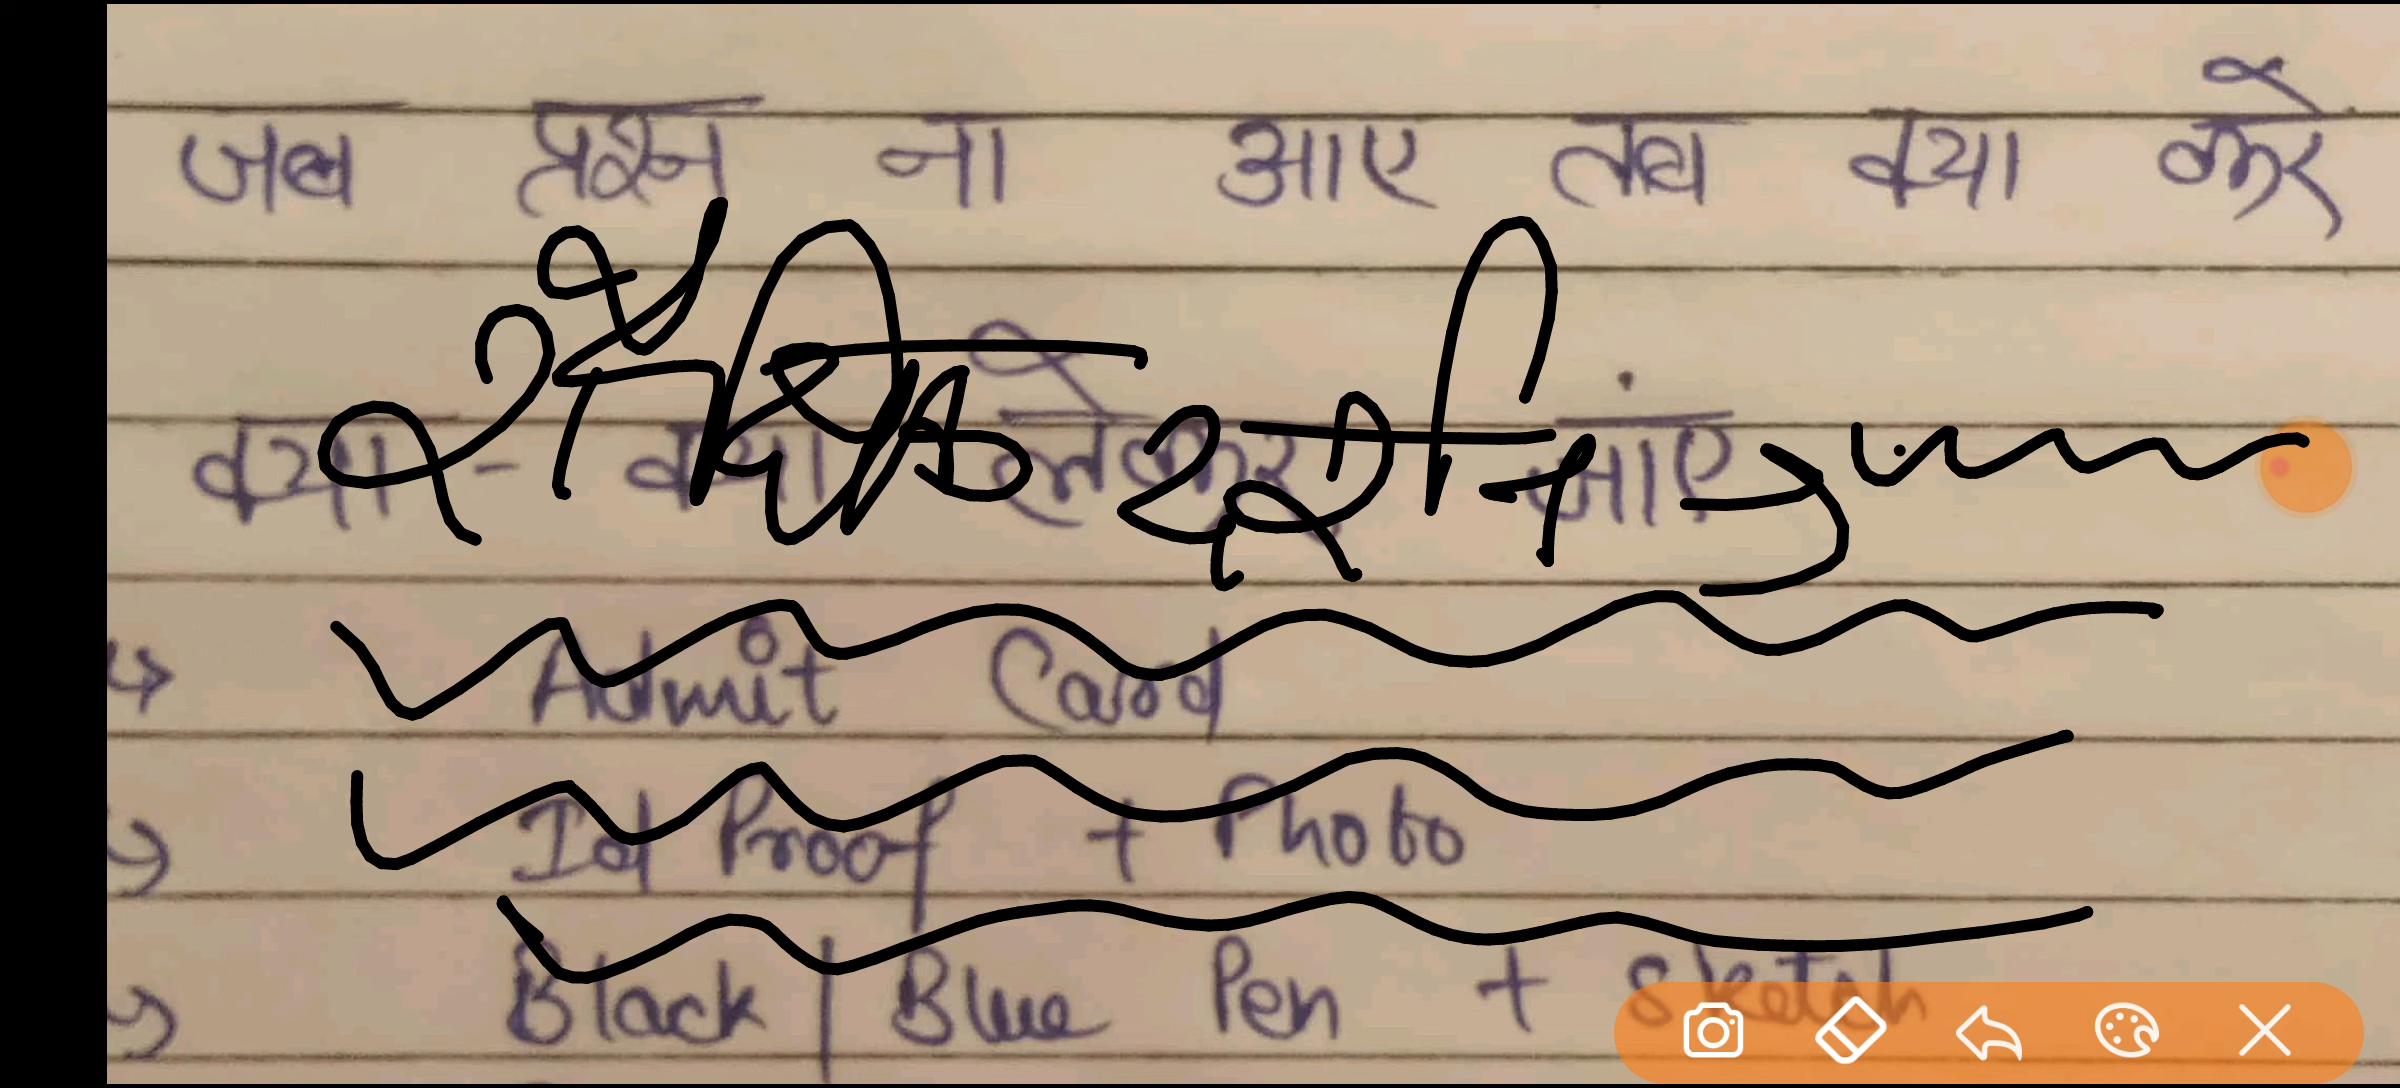 जब प्रश्न ना आए तब क्या करे
क्या - क्या लेकर जाएं
↳ Admit Card
↳ Id Proof + Photo
↳ Black | Blue Pen + Sketch